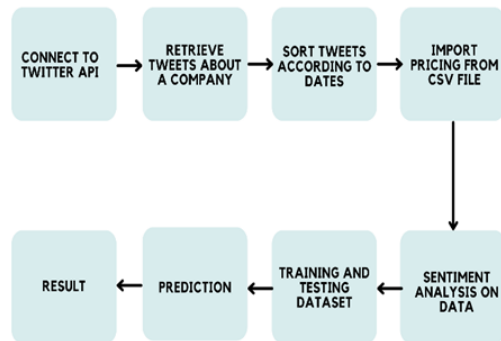 CONNECT TO
TWITTER API
RETRIEVE
TWEETS ABOUT
A COMPANY
SORT TWEETS
ACCORDING TO
DATES
IMPORT
PRICING FROM
CSV FILE
SENTIMENT
ANALYSIS ON
DATA
TRAINING AND
TESTING
DATASET
PREDICTION
RESULT